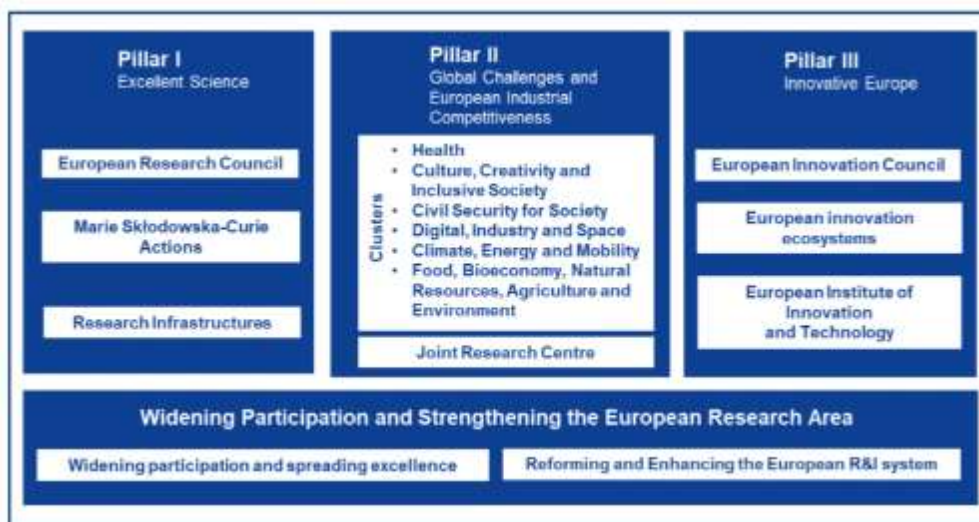 Pillar I
Excellent Science
European Research Council
Marie Skłodowska-Curie
Actions
Research Infrastructures
Pillar II
Global Challenges and
European Industrial
Competitiveness
Clusters
• Health
• Culture, Creativity and
Inclusive Society
• Civil Security for Society
• Digital, Industry and Space
• Climate, Energy and Mobility
• Food, Bioeconomy, Natural
Resources, Agriculture and
Environment
Joint Research Centre
Pillar III
Innovative Europe
European Innovation Council
European innovation
ecosystems
European Institute of
Innovation
and Technology
Widening Participation and Strengthening the European Research Area
Widening participation and spreading excellence
Reforming and Enhancing the European R&I system